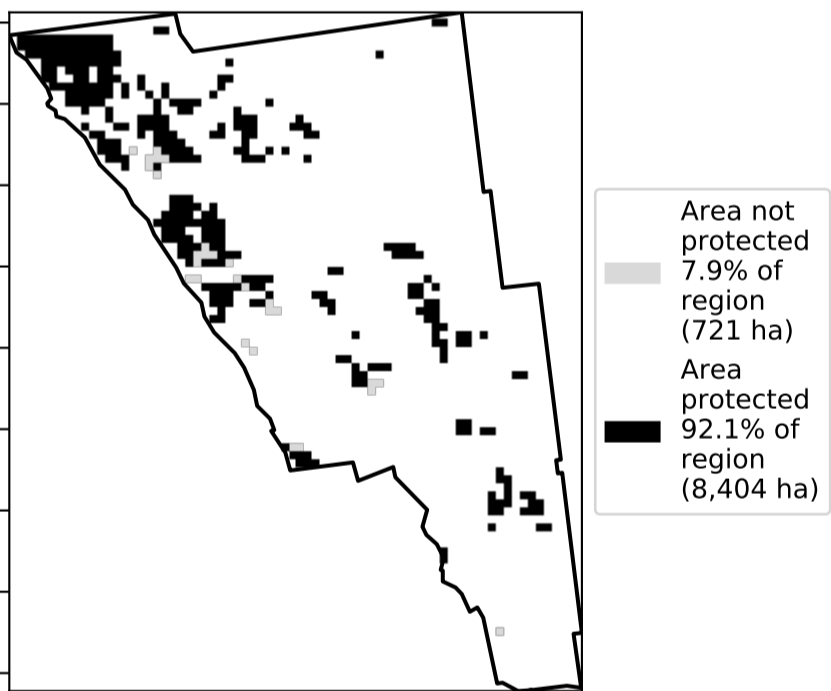 Area not
protected
7.9% of
region
(721 ha)
Area
protected
92.1% of
region
(8,404 ha)